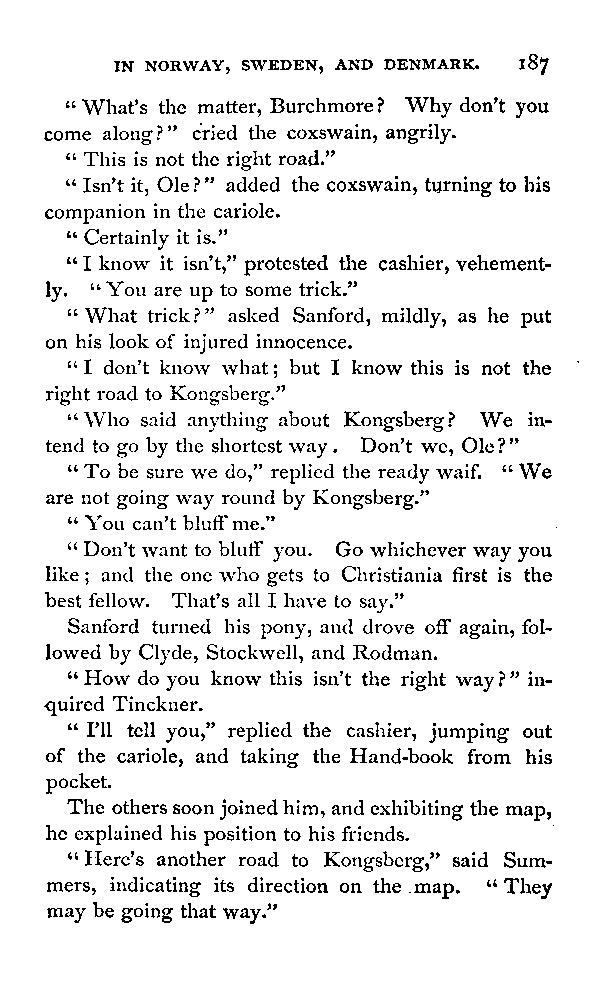 IN NORWAY, SWEDEN, AND DENMARK. 187
“ What's the matter, Burchmore? Why don't you
come along?” cried the coxswain, angrily.
“ This is not the right road.”
“ Isn't it, Ole?” added the coxswain, turning to his
companion in the cariole.
“ Certainly it is.”
“ I know it isn't,” protested the cashier, vehement-
ly. “ You are up to some trick.”
“ What trick?” asked Sanford, mildly, as he put
on his look of injured innocence.
“ I don't know what; but I know this is not the
right road to Kongsberg.”
“ Who said anything about Kongsberg? We in-
tend to go by the shortest way. Don't we, Ole?”
“ To be sure we do,” replied the ready waif. “ We
are not going way round by Kongsberg.”
“ You can't bluff me.”
“ Don't want to bluff you. Go whichever way you
like; and the one who gets to Christiania first is the
best fellow. That's all I have to say.”
Sanford turned his pony, and drove off again, fol-
lowed by Clyde, Stockwell, and Rodman.
“ How do you know this isn't the right way?” in-
quired Tinckner.
“ I'll tell you,” replied the cashier, jumping out
of the cariole, and taking the Hand-book from his
pocket.
The others soon joined him, and exhibiting the map,
he explained his position to his friends.
“ Here's another road to Kongsberg,” said Sum-
mers, indicating its direction on the map. “ They
may be going that way.”